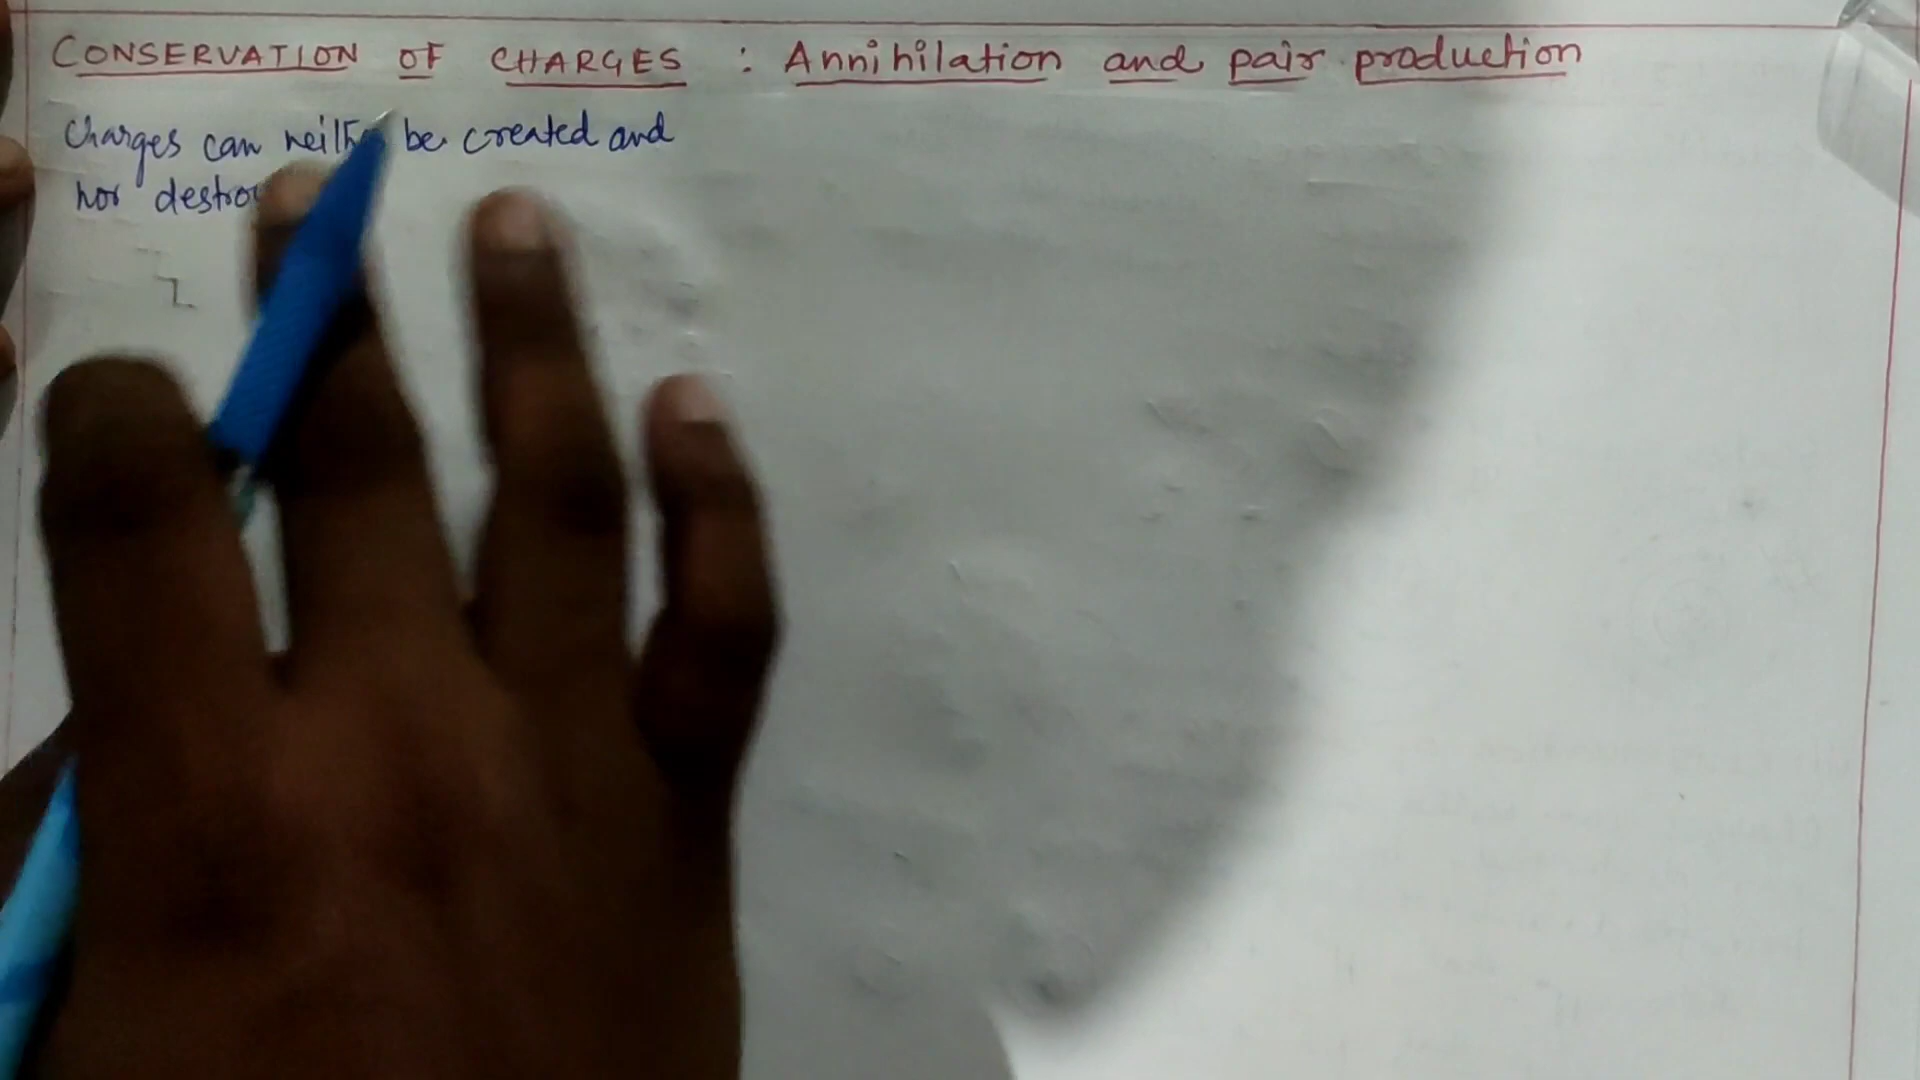 CONSERVATION OF CHARGES : Annihilation and pair production
Charges can be created and
nor